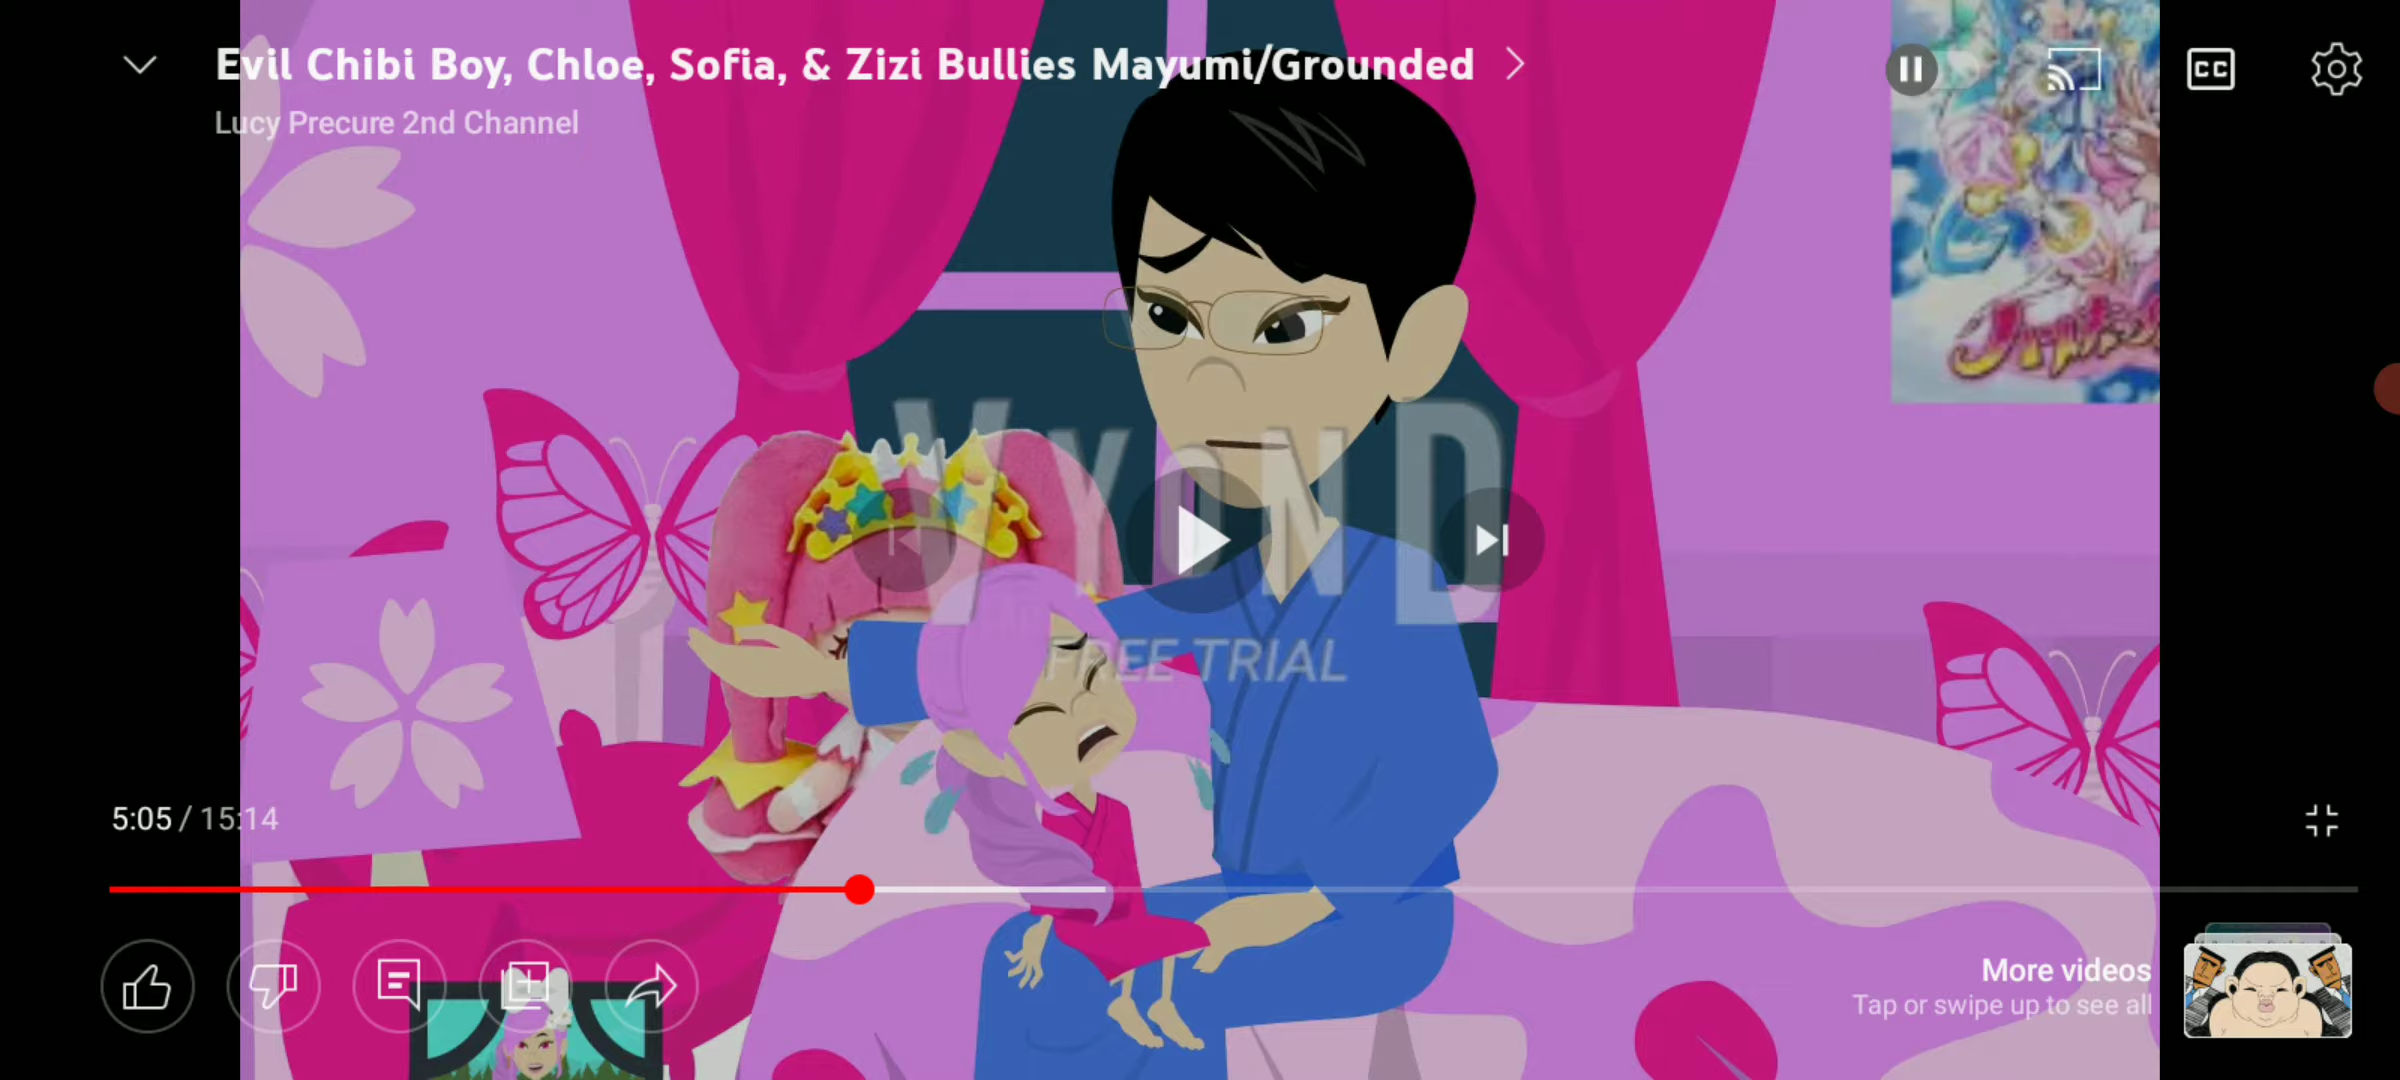 Evil Chibi Boy, Chloe, Sofia, & Zizi Bullies Mayumi/Grounded
Lucy Precure 2nd Channel
CC
VYOND
FREE TRIAL
5:05 / 15:14
More videos
Tap or swipe up to see all